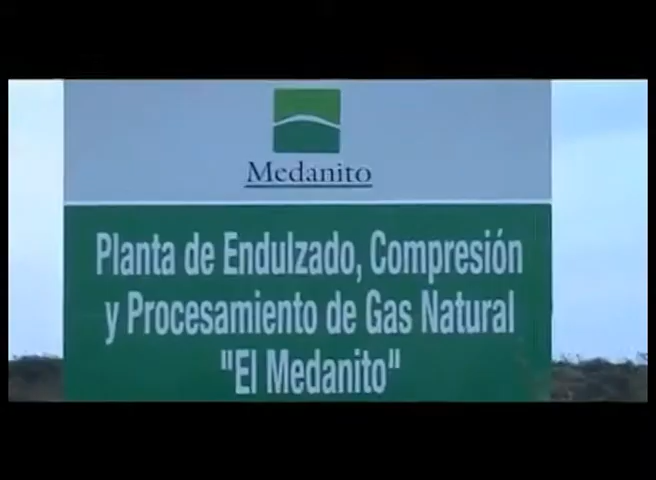 Medanito
Planta de Endulzado, Compresión
y Procesamiento de Gas Natural
"El Medanito"